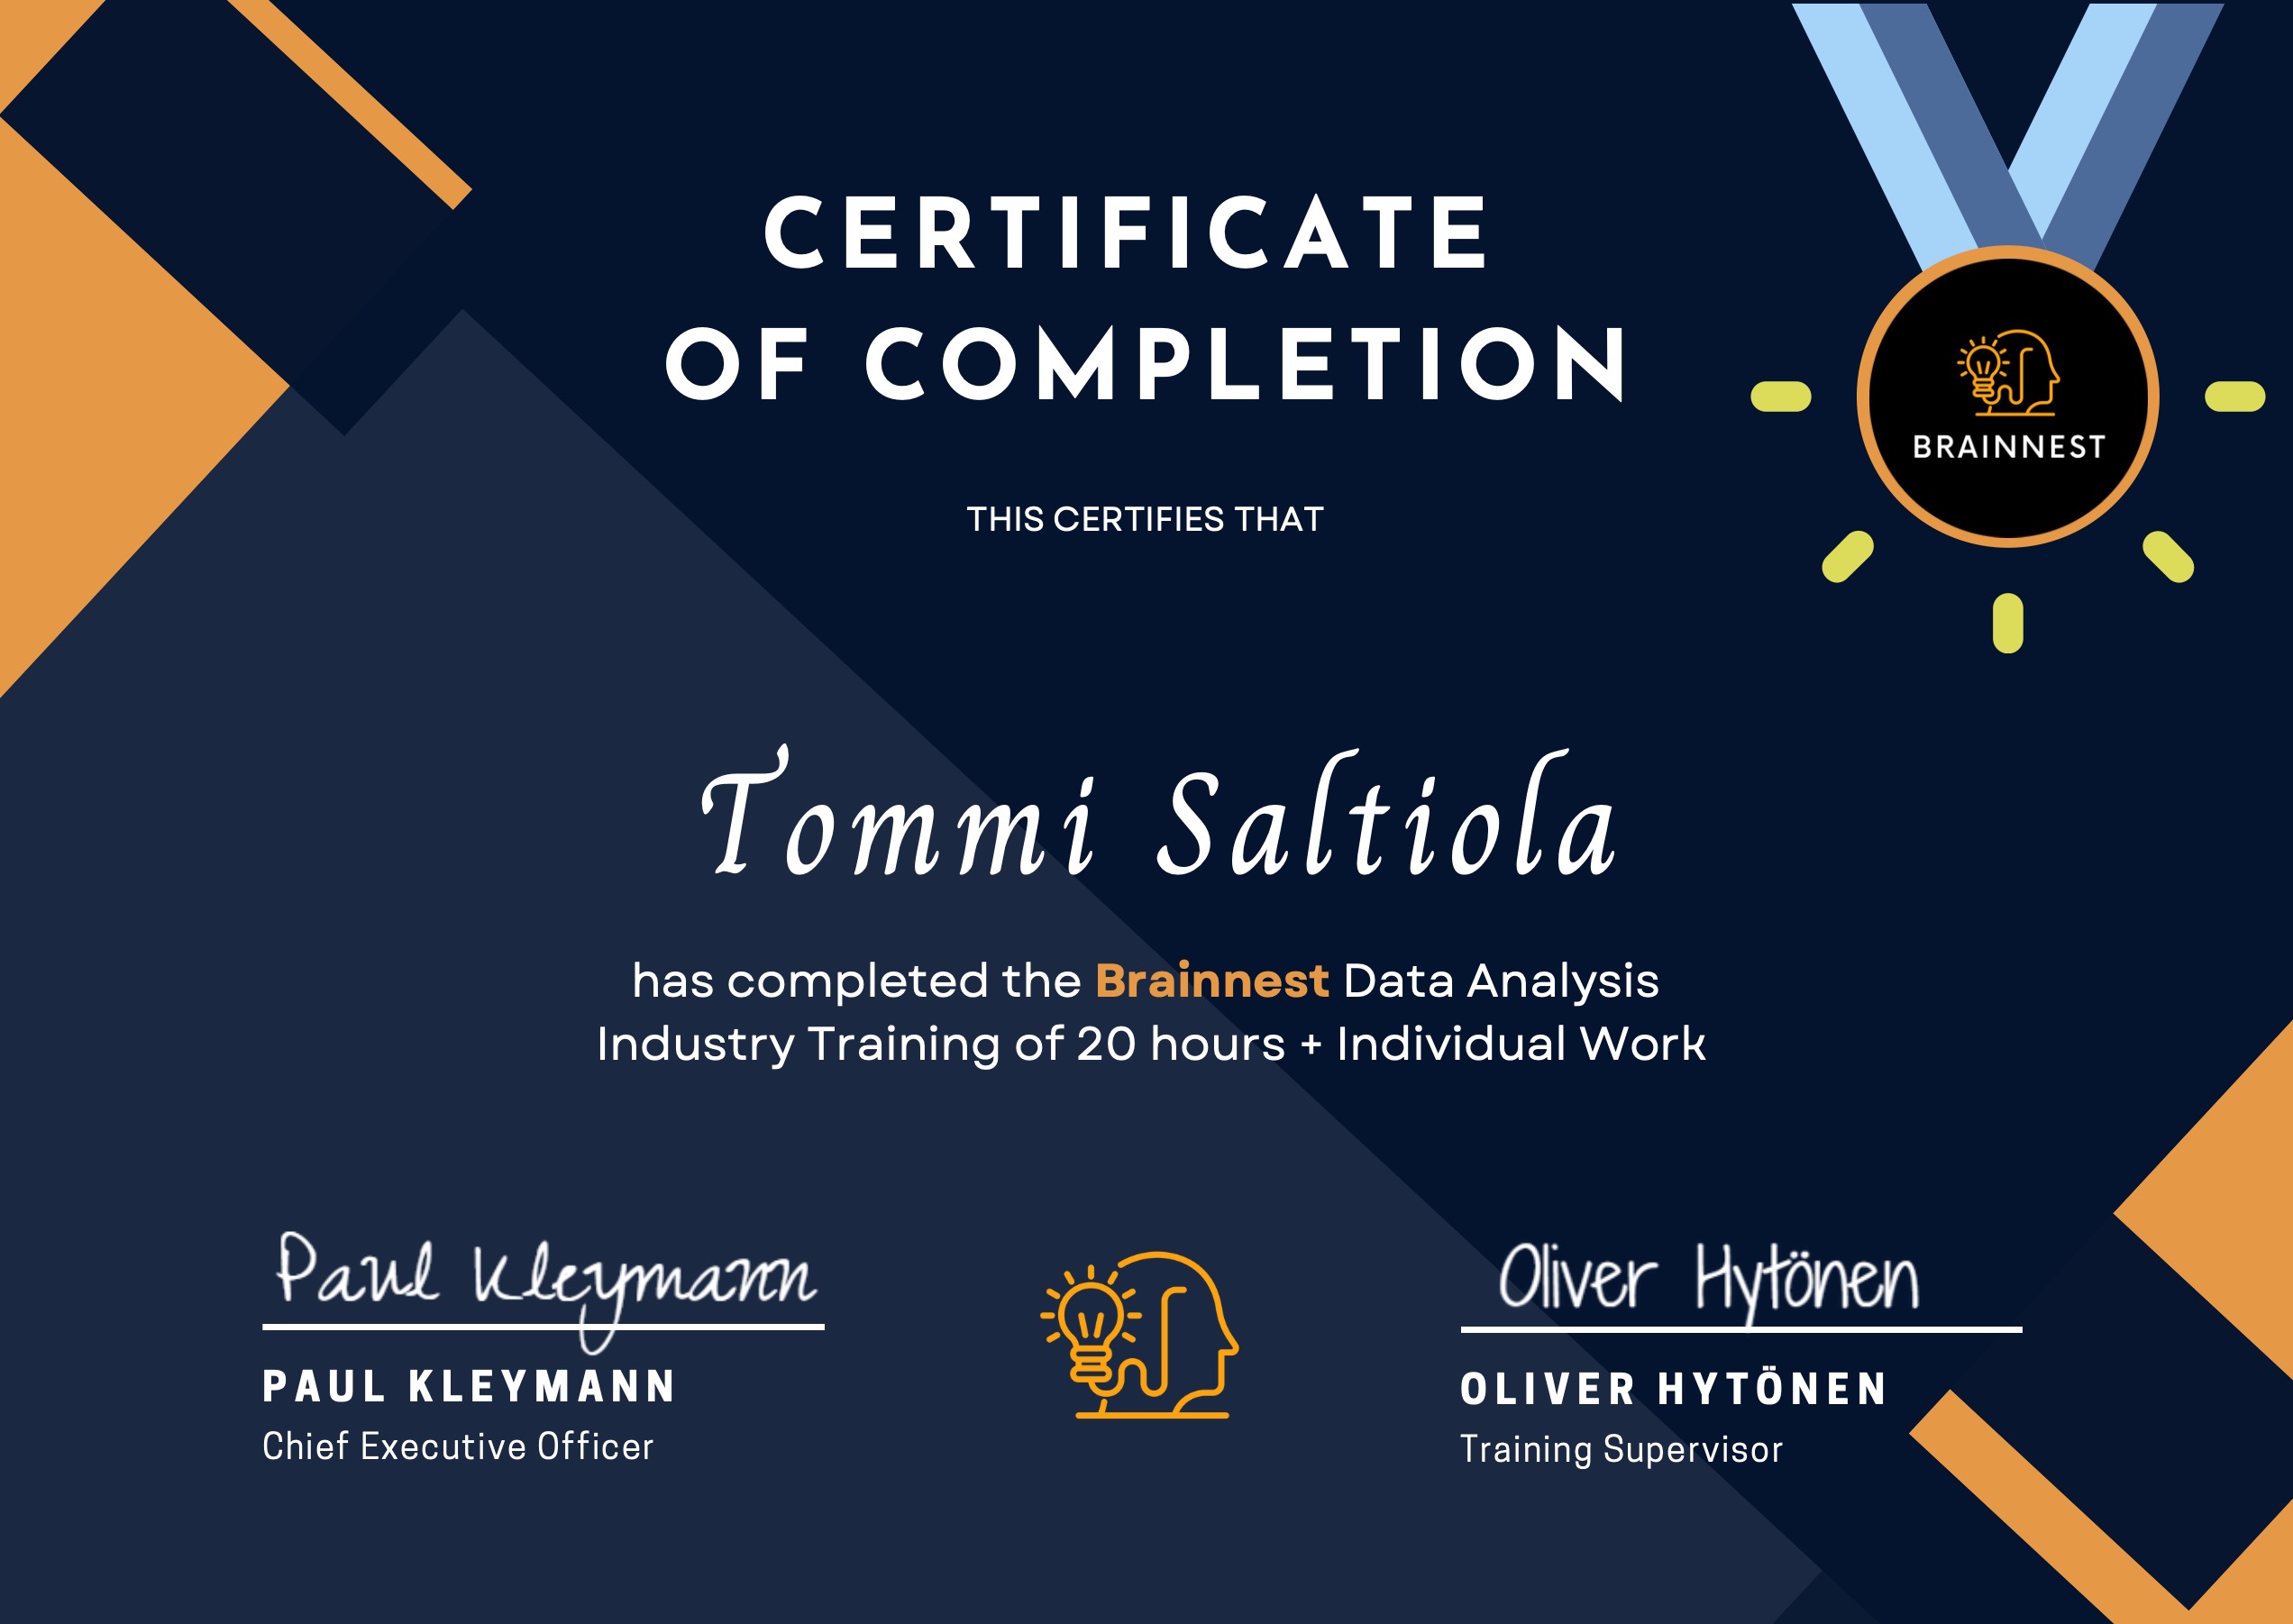 CERTIFICATE
OF COMPLETION
BRAINNEST
THIS CERTIFIES THAT
Tommi Saltiola
has completed the Brainnest Data Analysis
Industry Training of 20 hours + Individual Work
Paul Kleymann
PAUL KLEYMANN
Chief Executive Officer
Oliver Hytönen
OLIVER HYTÖNEN
Training Supervisor